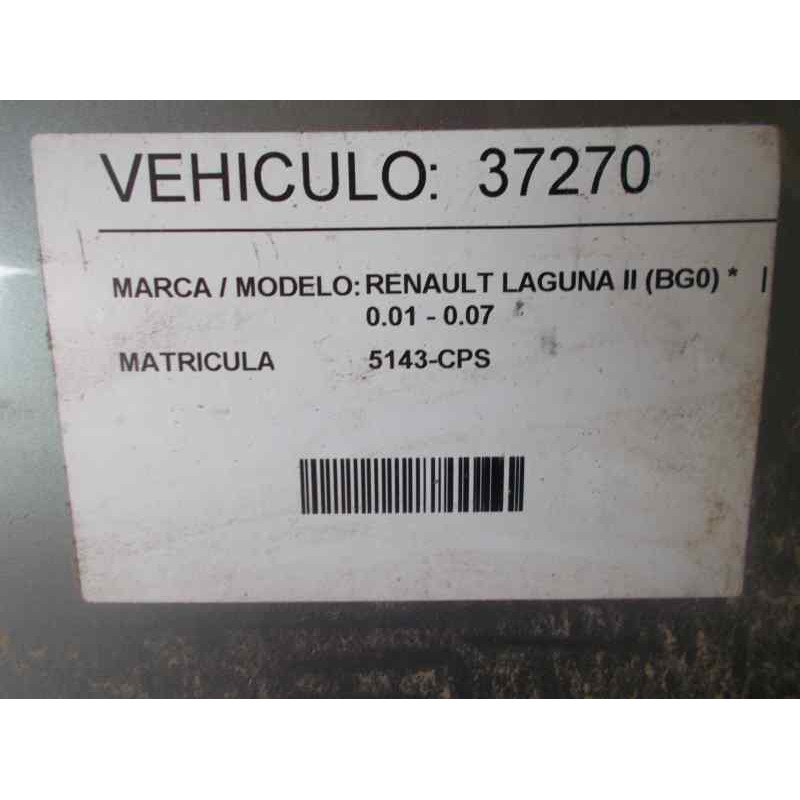 VEHICULO: 37270
MARCA / MODELO: RENAULT LAGUNA II (BG0) * |
0.01 - 0.07
MATRICULA 5143-CPS